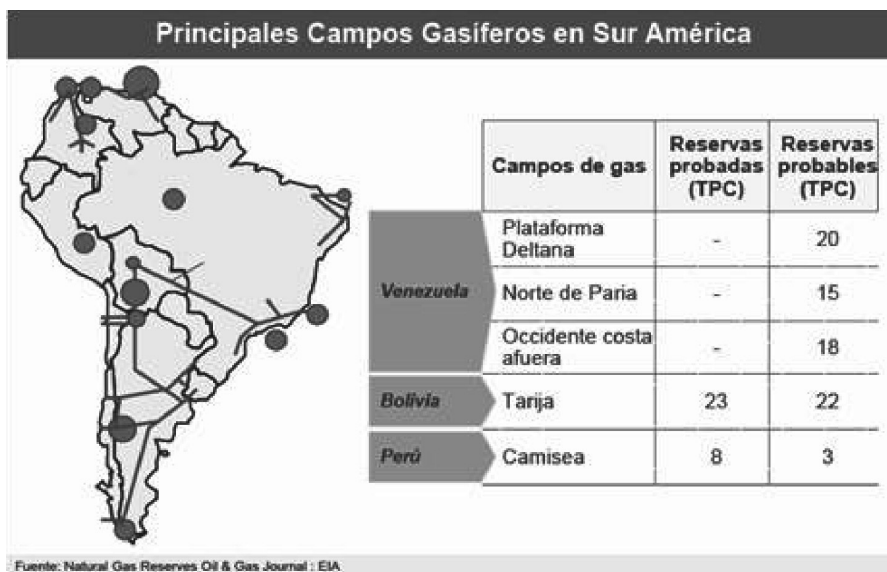 Principales Campos Gasíferos en Sur América
Campos de gas
Reservas probadas (TPC)
Reservas probables (TPC)
Venezuela
Plataforma Deltana
-
20
Norte de Paria
-
15
Occidente costa afuera
-
18
Bolivia
Tarija
23
22
Perú
Camisea
8
3
Fuente: Natural Gas Reserves Oil & Gas Journal : EIA